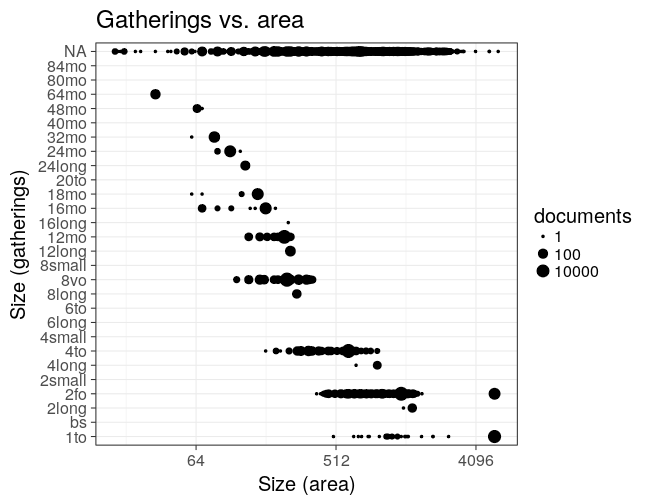 Gatherings vs. area
Size (gatherings)
NA
84mo
80mo
64mo
48mo
40mo
32mo
24mo
24long
20to
18mo
16mo
16long
12mo
12long
8small
8vo
8long
6to
6long
4small
4to
4long
2small
2fo
2long
bs
1to
64
512
4096
Size (area)
documents
1
100
10000